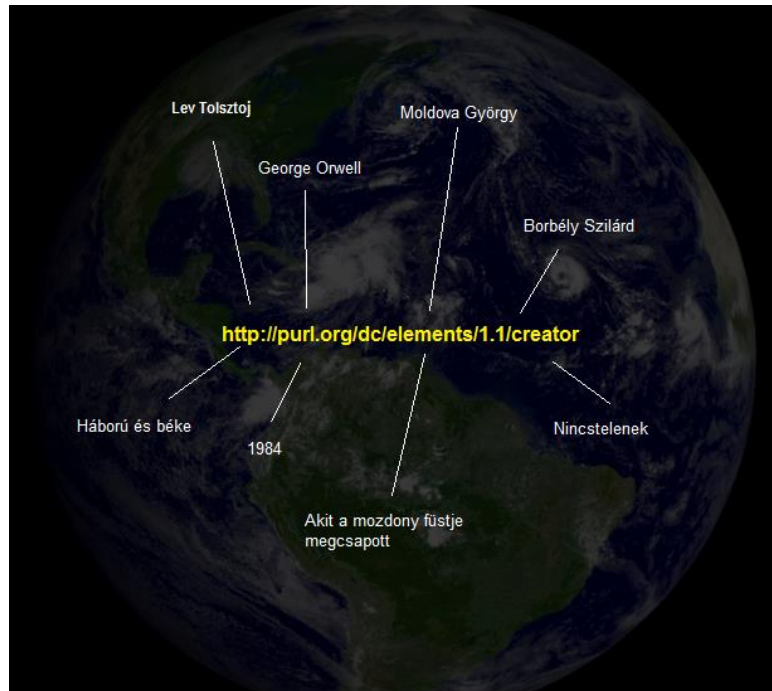 Lev Tolsztoj
Moldova György
George Orwell
Borbély Szilárd
http://purl.org/dc/elements/1.1/creator
Háború és béke
Nincstelenek
1984
Akit a mozdony füstje
megcsapott